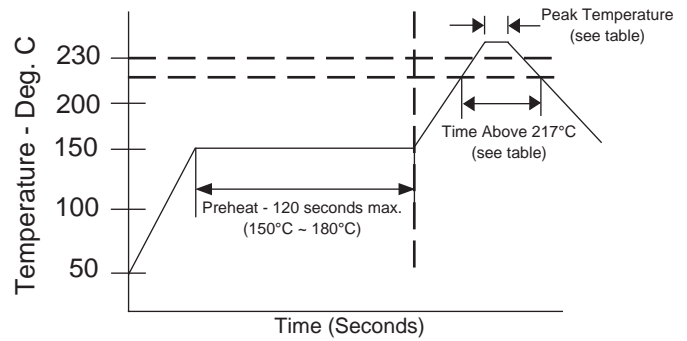 Peak Temperature
(see table)
Temperature - Deg. C
230
200
150
100
50
Time Above 217°C
(see table)
Preheat - 120 seconds max.
(150°C ~ 180°C)
Time (Seconds)